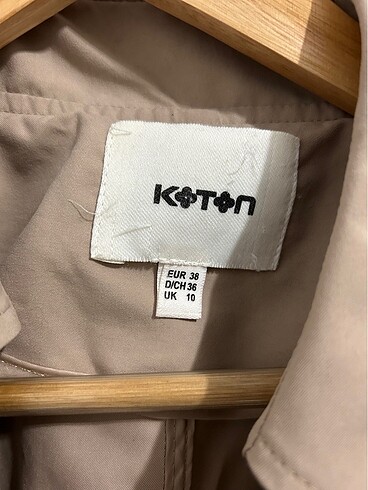 KOTON
EUR 38
D/CH 36
UK 10